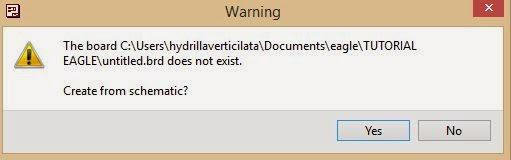 Warning
The board C:\Users\hydrillaverticilata\Documents\eagle\TUTORIAL
EAGLE\untitled.brd does not exist.
Create from schematic?
Yes
No